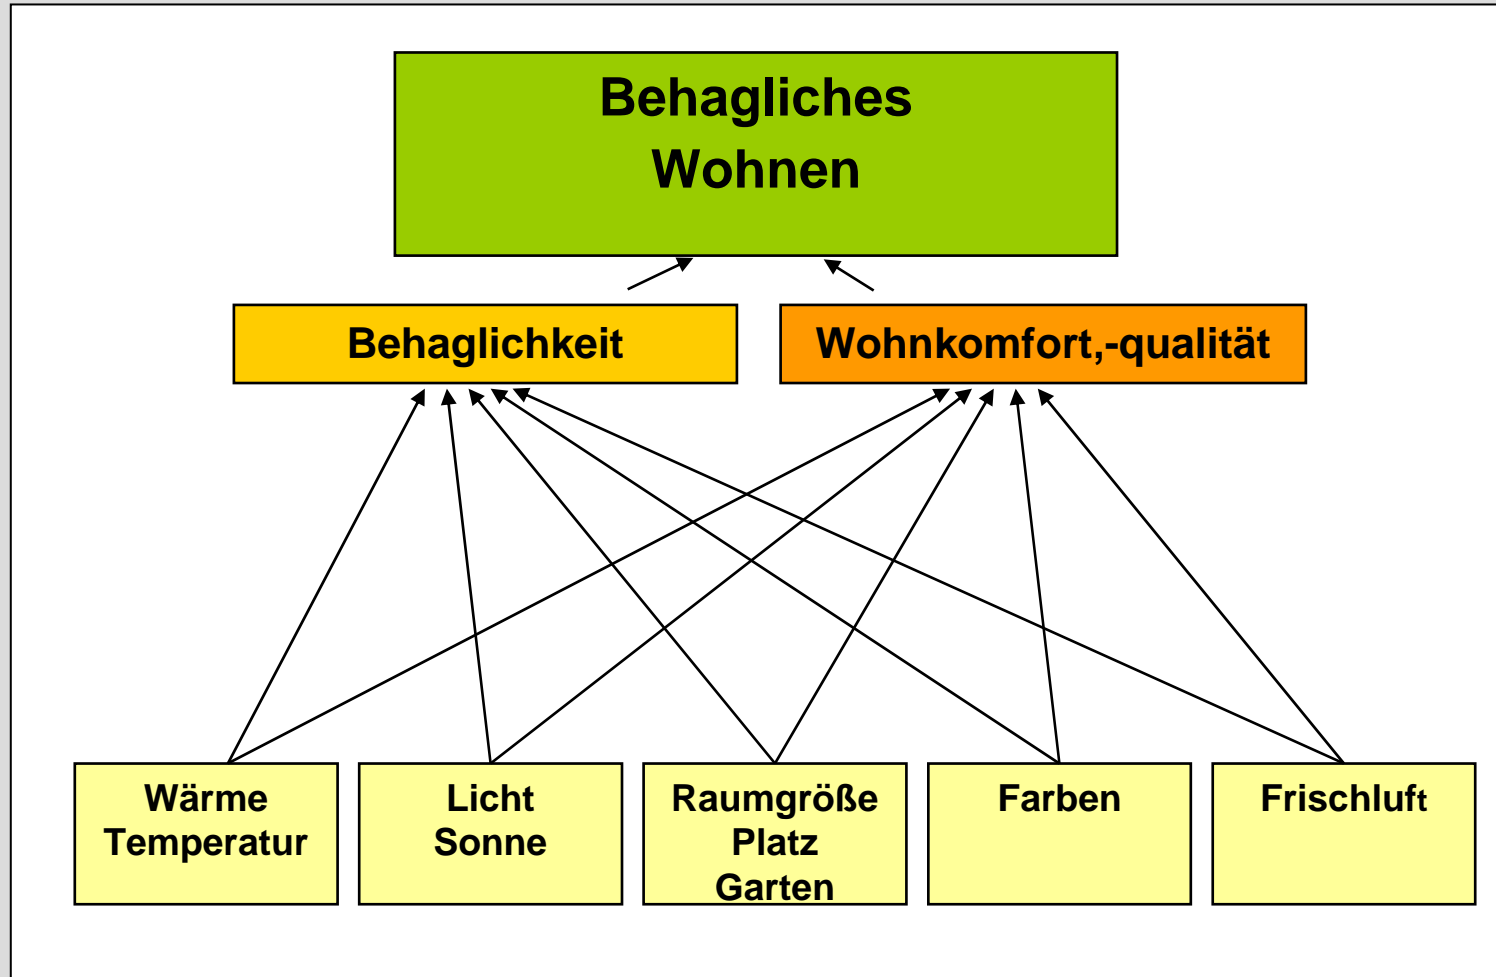 Behagliches
Wohnen
Behaglichkeit
Wohnkomfort,-qualität
Wärme
Temperatur
Licht
Sonne
Raumgröße
Platz
Garten
Farben
Frischluft